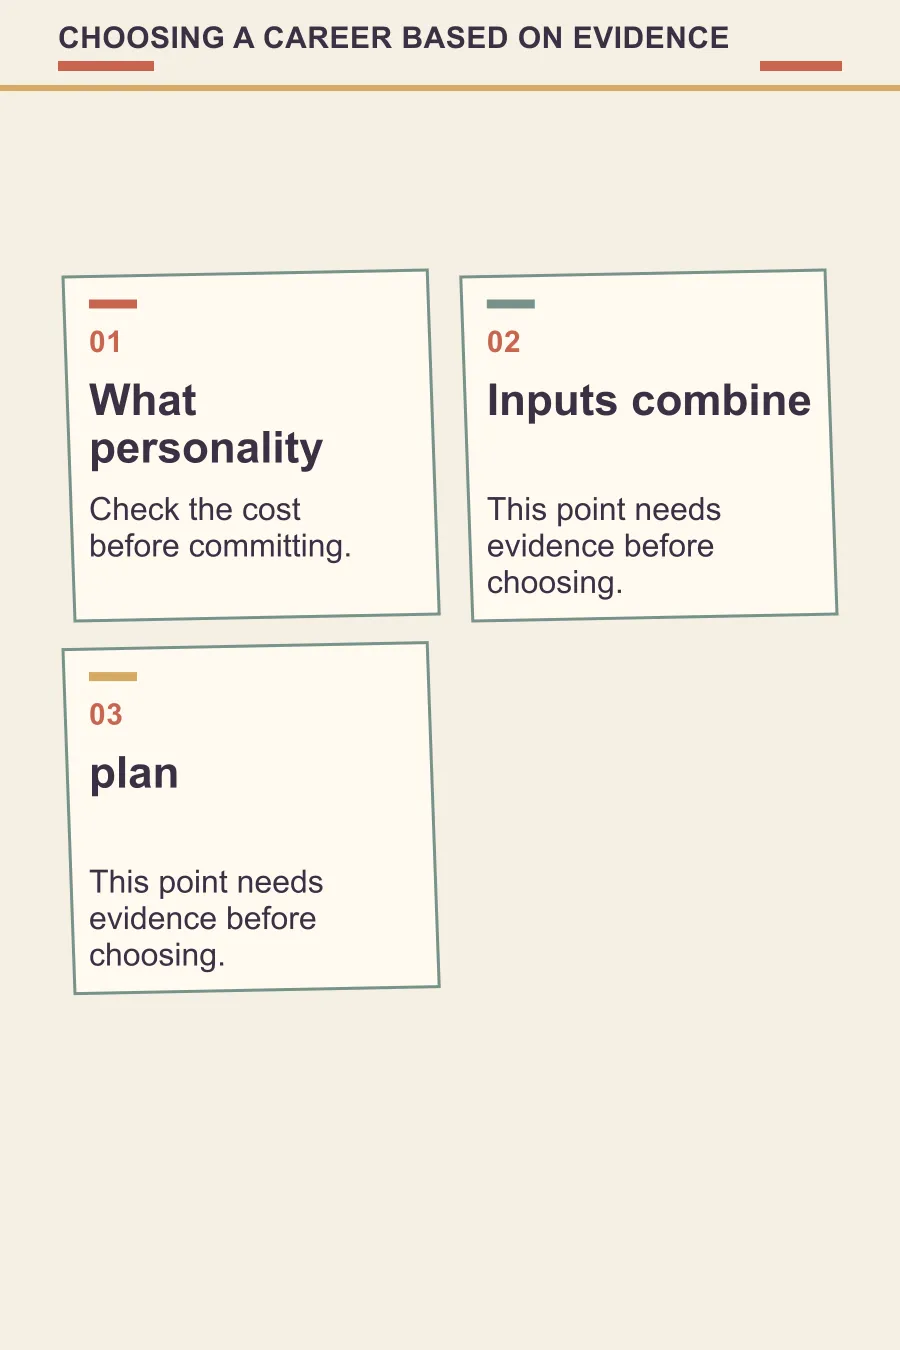 CHOOSING A CAREER BASED ON EVIDENCE
01
What
personality
Check the cost
before committing.
02
Inputs combine
This point needs
evidence before
choosing.
03
plan
This point needs
evidence before
choosing.